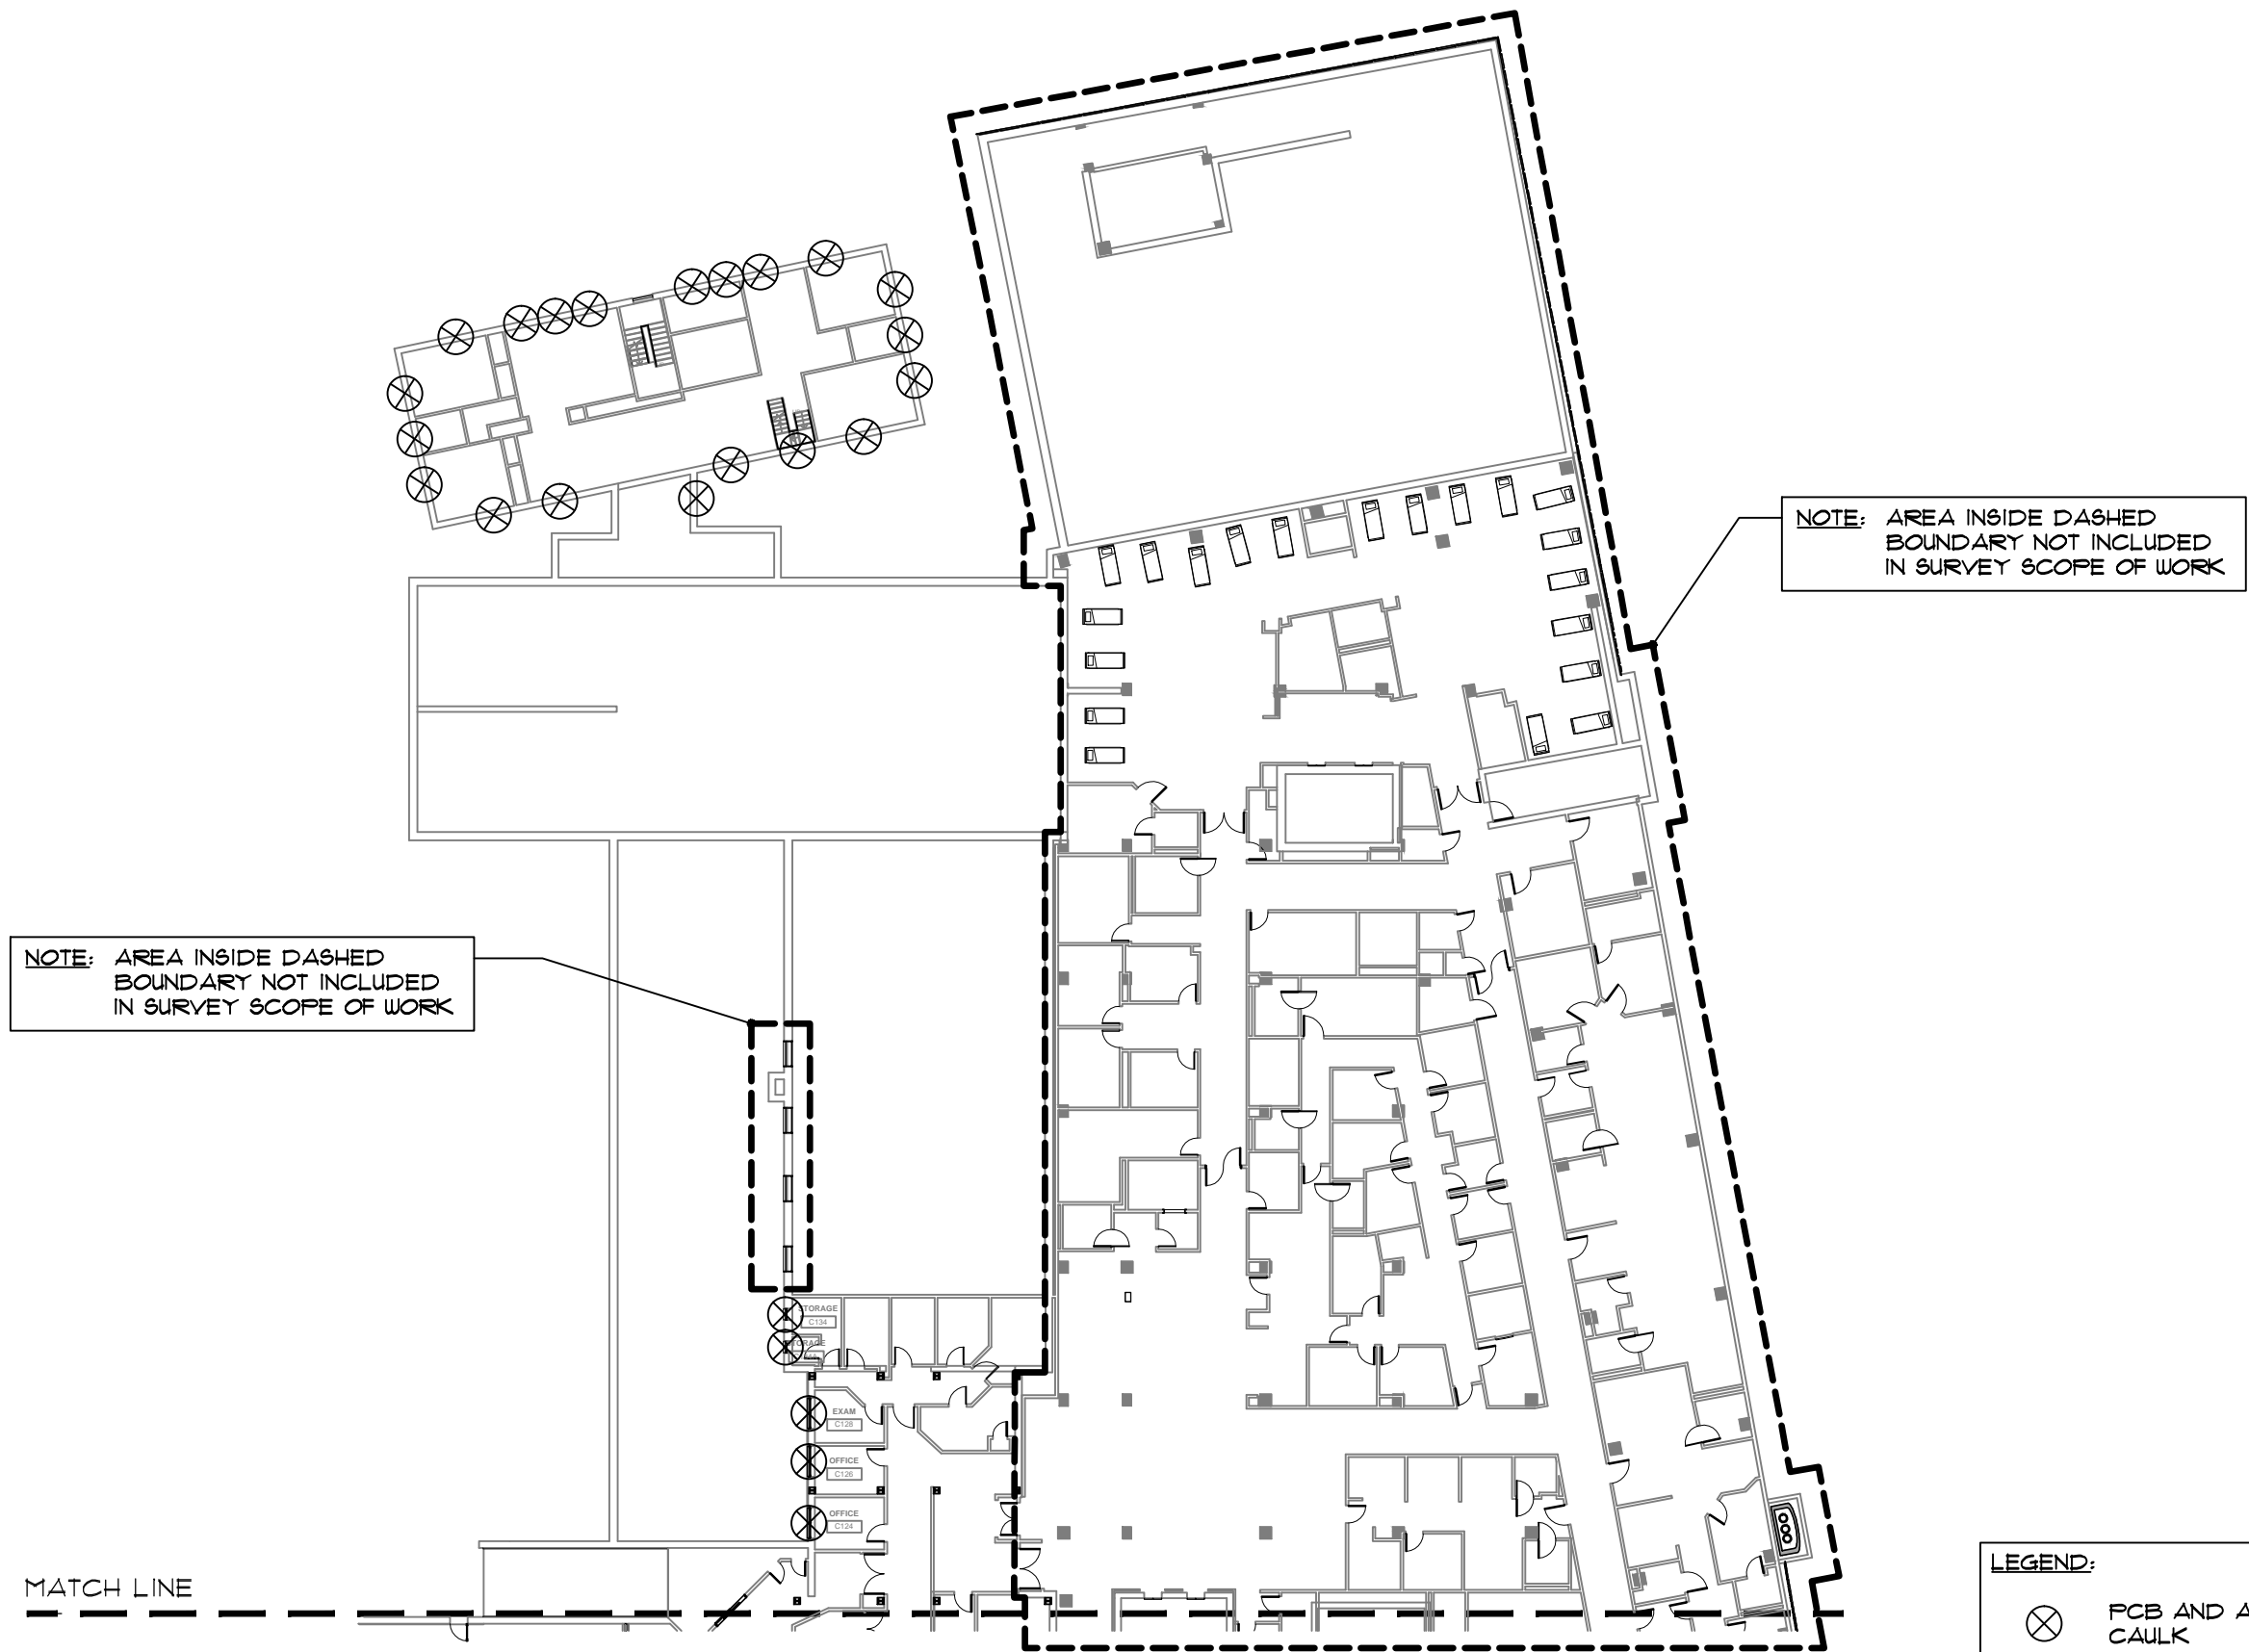 NOTE: AREA INSIDE DASHED
BOUNDARY NOT INCLUDED
IN SURVEY SCOPE OF WORK
NOTE: AREA INSIDE DASHED
BOUNDARY NOT INCLUDED
IN SURVEY SCOPE OF WORK
STORAGE
C134
STORAGE
EXAM
C128
OFFICE
C126
OFFICE
C124
MATCH LINE
LEGEND:
PCB AND A
CAULK